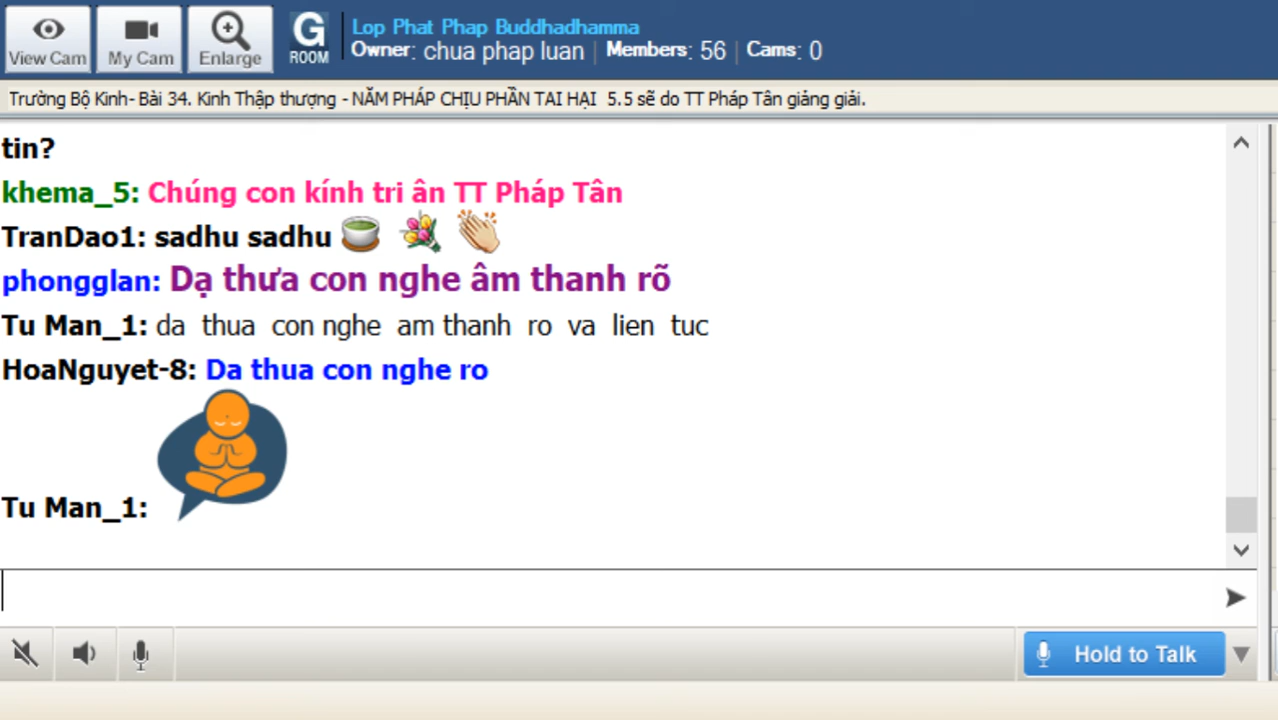 View Cam
My Cam
Enlarge
G
ROOM
Lop Phat Phap Buddhadhamma
Owner: chua phap luan | Members: 56 | Cams: 0
Trường Bộ Kinh- Bài 34. Kinh Thập thượng - NĂM PHÁP CHỊU PHẦN TAI HẠI 5.5 sẽ do TT Pháp Tân giảng giải.
tin?
khema_5: Chúng con kính tri ân TT Pháp Tân
TranDao1: sadhu sadhu
phongglan: Dạ thưa con nghe âm thanh rõ
Tu Man_1: da thua con nghe am thanh ro va lien tuc
HoaNguyet-8: Da thua con nghe ro
Tu Man_1:
Hold to Talk